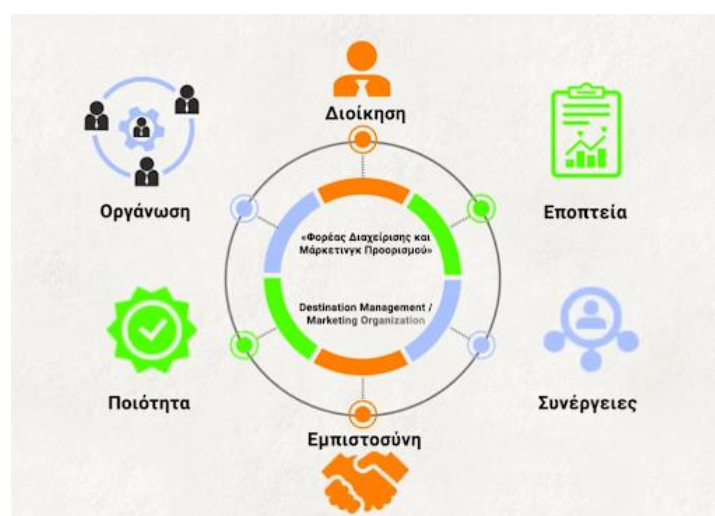 Διοίκηση
Οργάνωση
Εποπτεία
«Φορέας Διαχείρισης και
Μάρκετινγκ Προορισμού»
Destination Management /
Marketing Organization
Ποιότητα
Συνέργειες
Εμπιστοσύνη